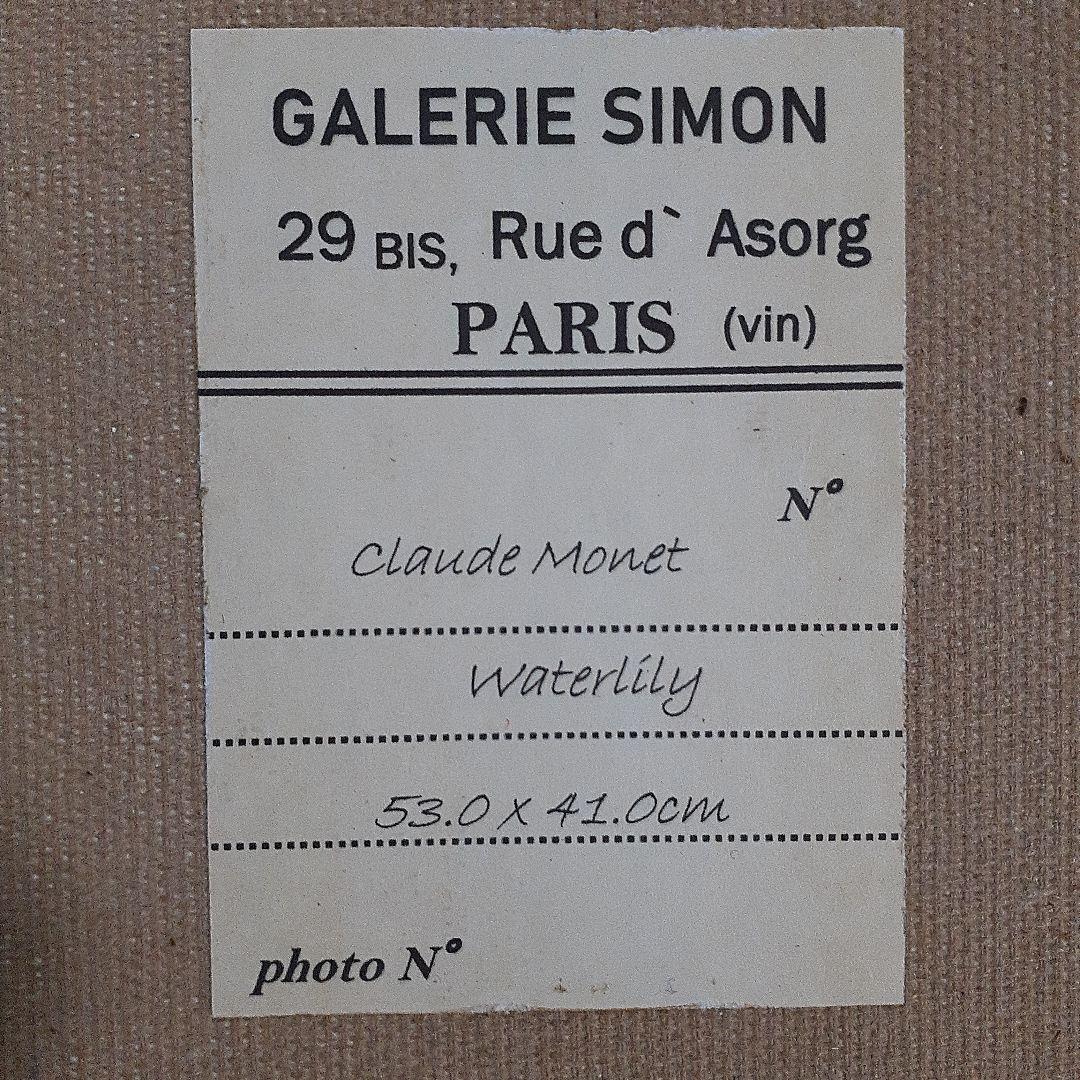 GALERIE SIMON
29 BIS, Rue d` Asorg
PARIS (vin)
N°
Claude Monet
Waterlily
53.0 x 41.0cm
photo N°